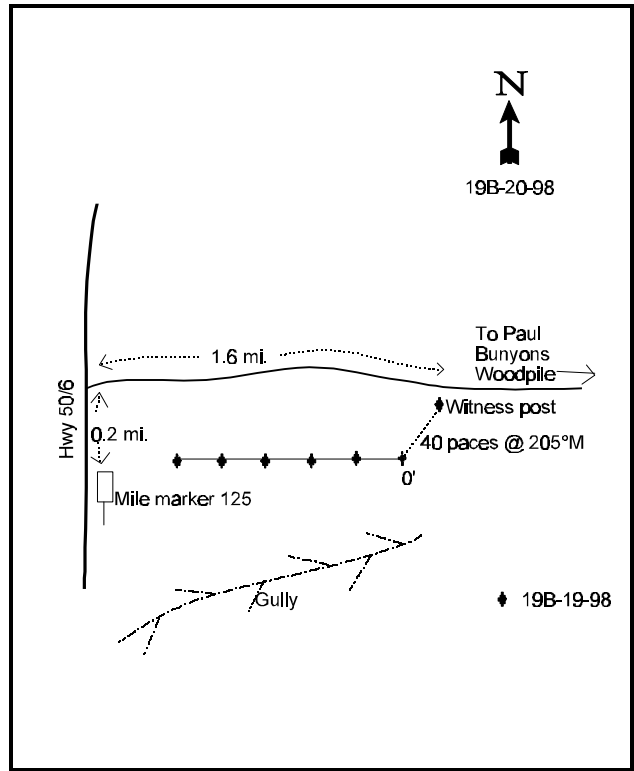 N
19B-20-98
To Paul
Bunyons
Woodpile
1.6 mi.
Witness post
Hwy 50/6
0.2 mi.
40 paces @ 205°M
0'
Mile marker 125
Gully
19B-19-98